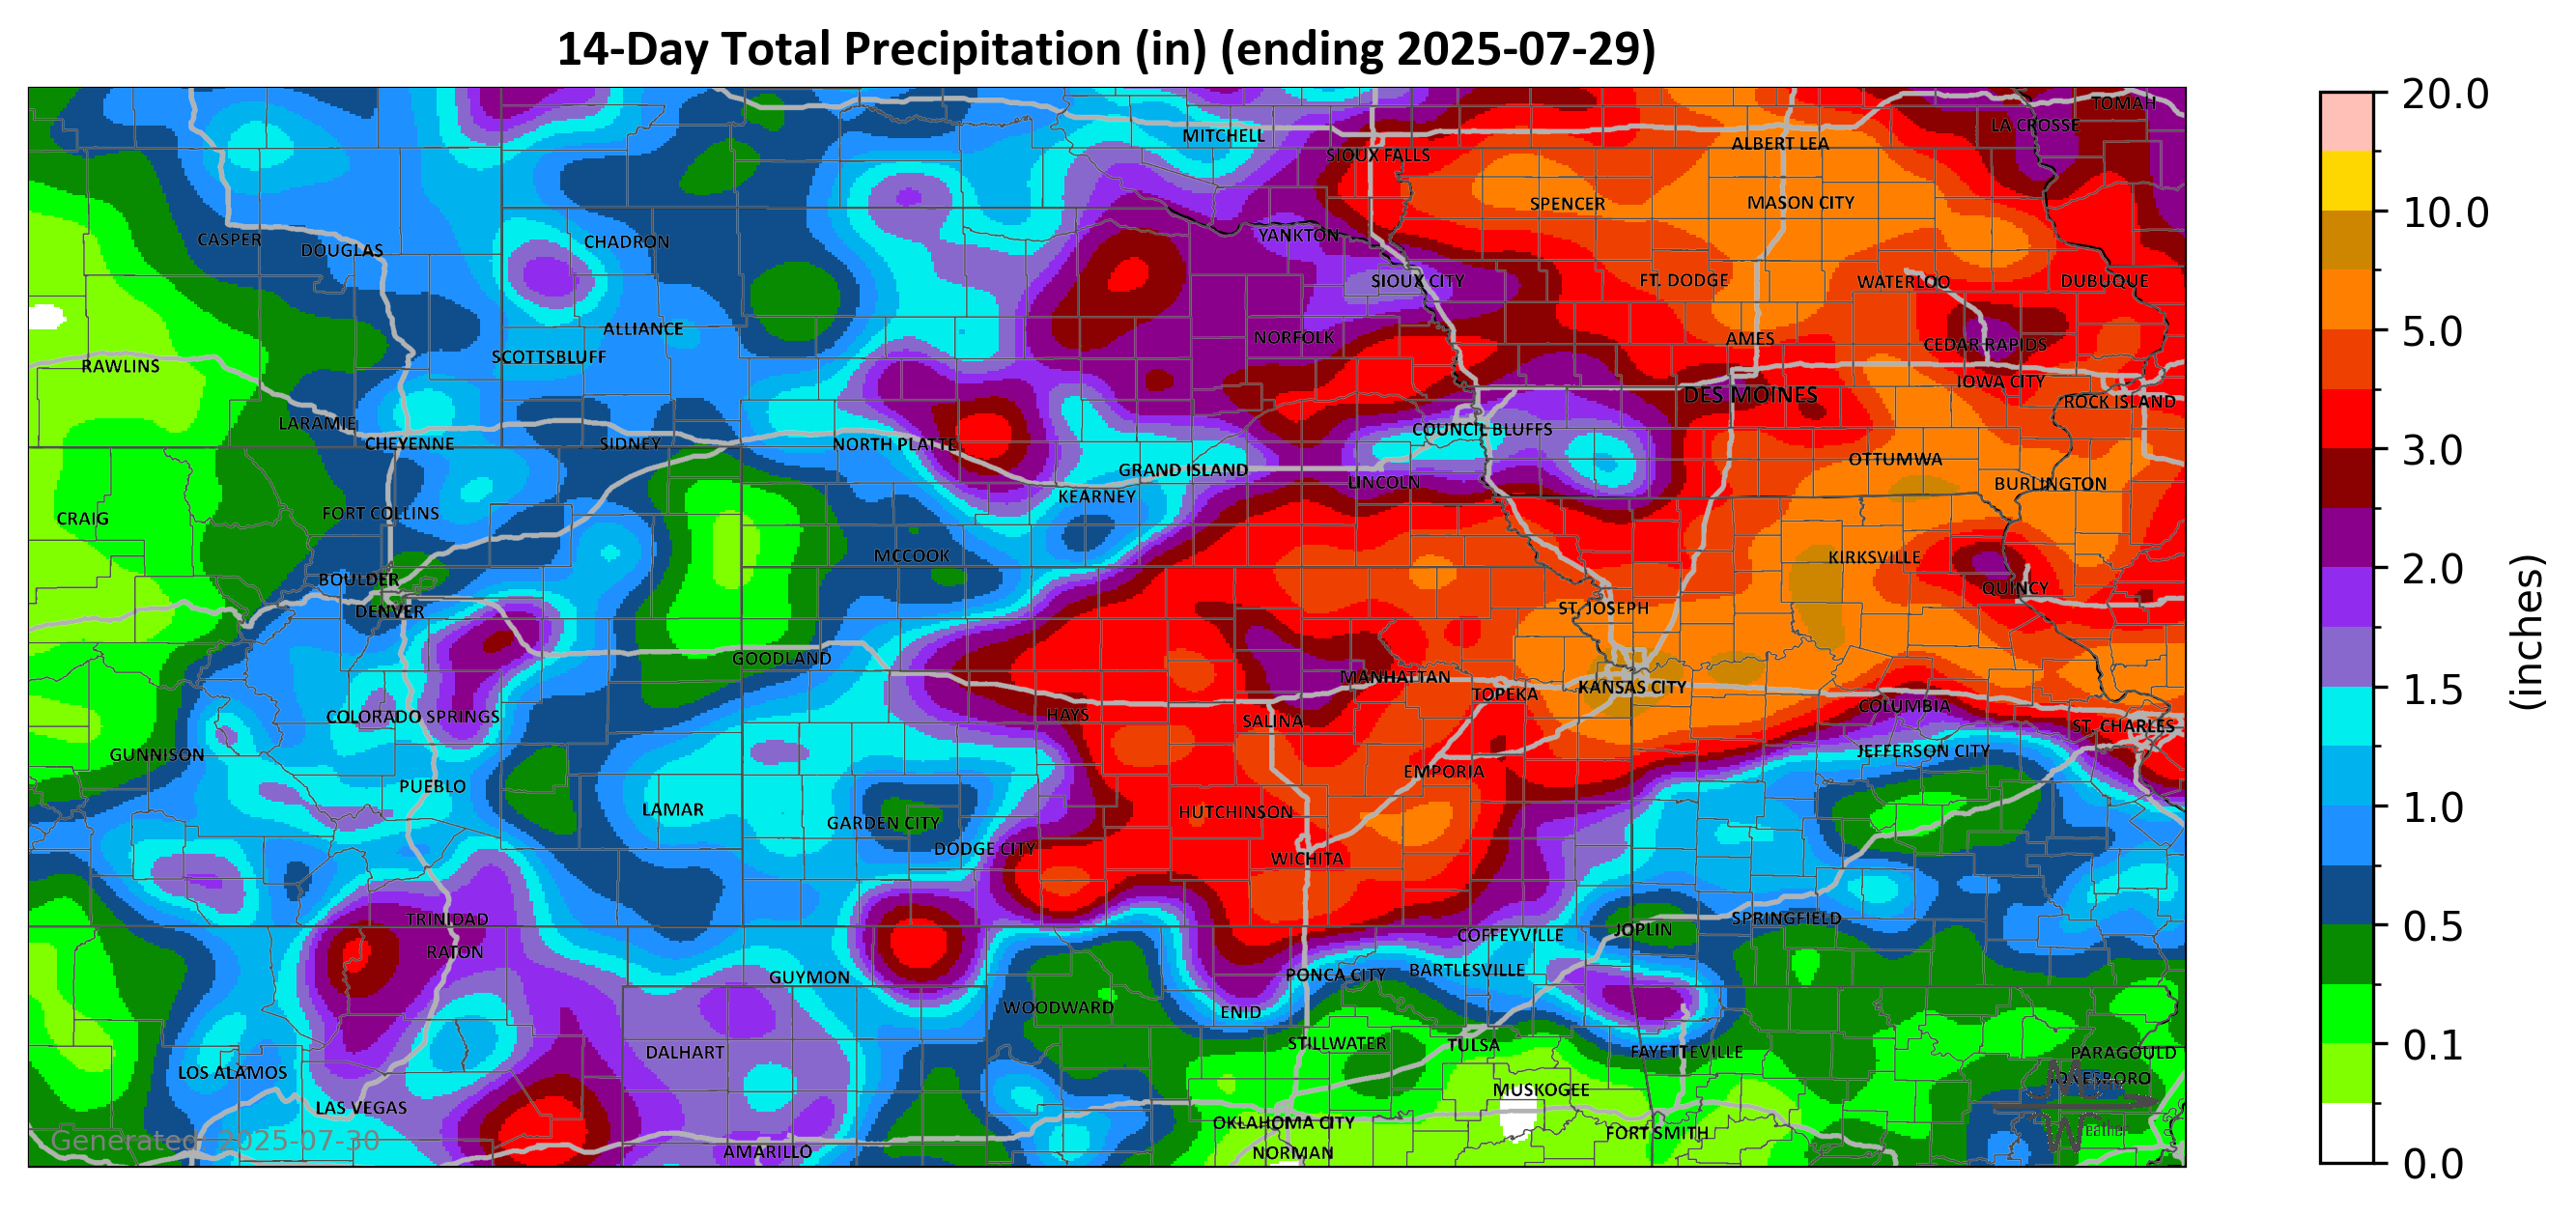 14-Day Total Precipitation (in) (ending 2025-07-29)
TOMAH
LA CROSSE
MITCHELL
ALBERT LEA
SIOUX FALLS
SPENCER
MASON CITY
YANKTON
CASPER
CHADRON
DOUGLAS
SIOUX CITY
FT. DODGE
WATERLOO
DUBUQUE
ALLIANCE
NORFOLK
AMES
CEDAR RAPIDS
SCOTTSBLUFF
RAWLINS
IOWA CITY
DES MOINES
ROCK ISLAND
LARAMIE
COUNCIL BLUFFS
CHEYENNE
SIDNEY
NORTH PLATTE
OTTUMWA
GRAND ISLAND
LINCOLN
BURLINGTON
KEARNEY
FORT COLLINS
CRAIG
MCCOOK
KIRKSVILLE
BOULDER
QUINCY
DENVER
ST. JOSEPH
GOODLAND
MANHATTAN
KANSAS CITY
TOPEKA
COLUMBIA
COLORADO SPRINGS
HAYS
SALINA
ST. CHARLES
GUNNISON
JEFFERSON CITY
EMPORIA
PUEBLO
LAMAR
HUTCHINSON
GARDEN CITY
DODGE CITY
WICHITA
TRINIDAD
SPRINGFIELD
JOPLIN
COFFEYVILLE
RATON
BARTLESVILLE
PONCA CITY
GUYMON
WOODWARD
ENID
STILLWATER
TULSA
DALHART
FAYETTEVILLE
PARAGOULD
LOS ALAMOS
JONESBORO
MUSKOGEE
LAS VEGAS
OKLAHOMA CITY
FORT SMITH
AMARILLO
NORMAN
Generated: 2025-07-30
Weather
20.0
10.0
5.0
3.0
2.0
1.5
1.0
0.5
0.1
0.0
(inches)